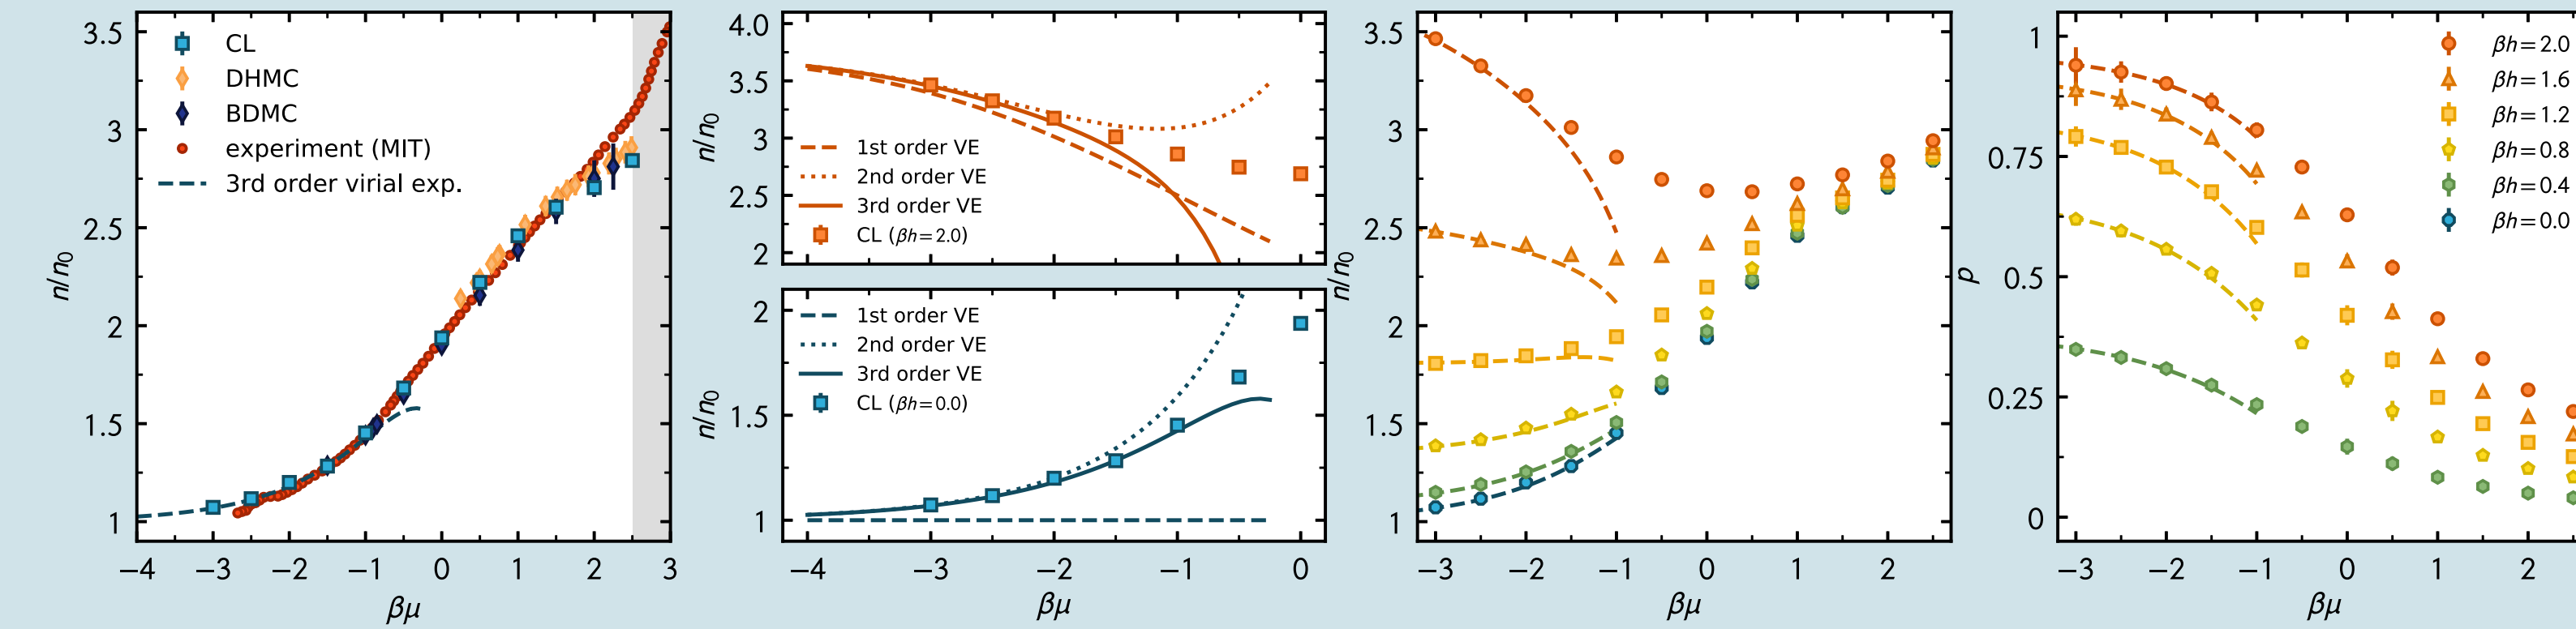 3.5
3
2.5
2
1.5
1
n/n₀
CL
DHMC
BDMC
experiment (MIT)
3rd order virial exp.
−4 −3 −2 −1 0 1 2 3
βμ
4.0
3.5
3
2.5
2
n/n₀
1st order VE
2nd order VE
3rd order VE
CL (βh=2.0)
2
1.5
1
n/n₀
1st order VE
2nd order VE
3rd order VE
CL (βh=0.0)
−4 −3 −2 −1 0
βμ
3.5
3
2.5
2
1.5
1
n/n₀
−3 −2 −1 0 1 2
βμ
1
0.75
0.5
0.25
0
p
βh=2.0
βh=1.6
βh=1.2
βh=0.8
βh=0.4
βh=0.0
−3 −2 −1 0 1 2
βμ